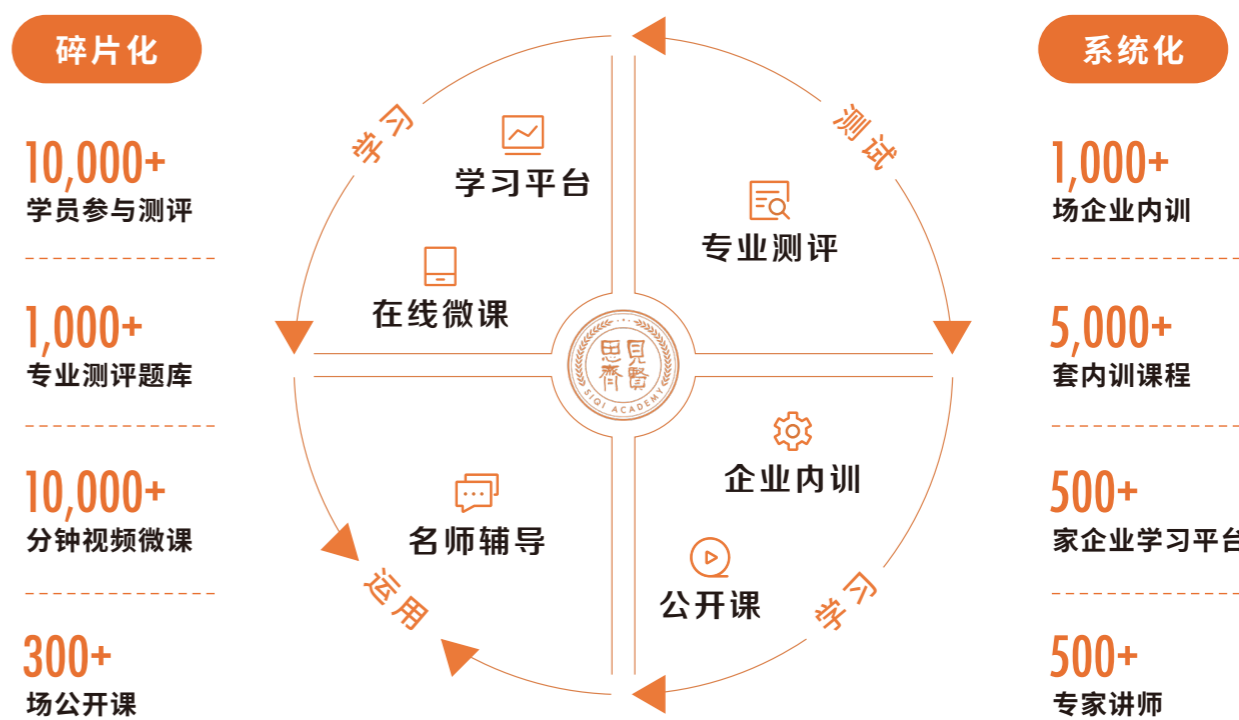 碎片化
10,000+
学员参与测评
1,000+
专业测评题库
10,000+
分钟视频微课
300+
场公开课
学习
测试
学习平台
专业测评
在线微课
見賢
思齊
SIQI ACADEMY
企业内训
名师辅导
公开课
运用
学习
系统化
1,000+
场企业内训
5,000+
套内训课程
500+
家企业学习平台
500+
专家讲师